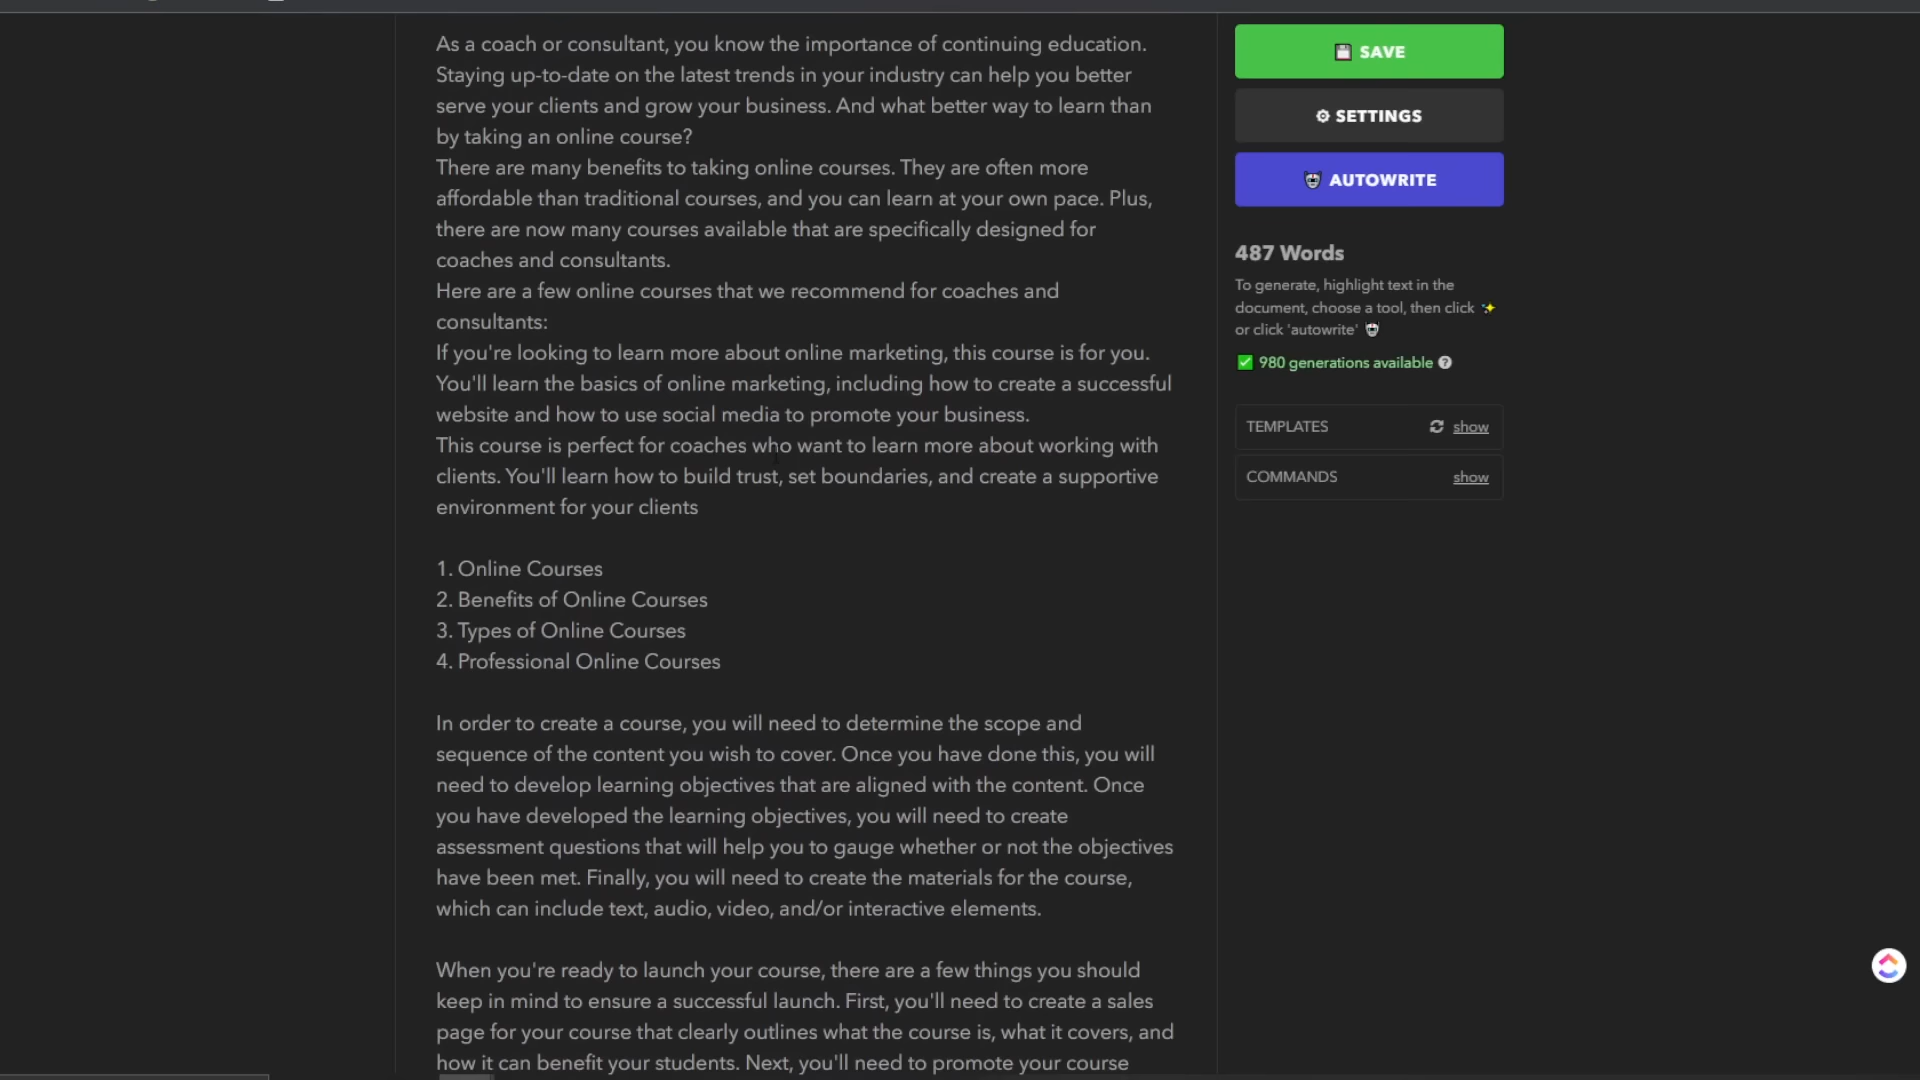 As a coach or consultant, you know the importance of continuing education.
Staying up-to-date on the latest trends in your industry can help you better
serve your clients and grow your business. And what better way to learn than
by taking an online course?
There are many benefits to taking online courses. They are often more
affordable than traditional courses, and you can learn at your own pace. Plus,
there are now many courses available that are specifically designed for
coaches and consultants.
Here are a few online courses that we recommend for coaches and
consultants:
If you're looking to learn more about online marketing, this course is for you.
You'll learn the basics of online marketing, including how to create a successful
website and how to use social media to promote your business.
This course is perfect for coaches who want to learn more about working with
clients. You'll learn how to build trust, set boundaries, and create a supportive
environment for your clients
1. Online Courses
2. Benefits of Online Courses
3. Types of Online Courses
4. Professional Online Courses
In order to create a course, you will need to determine the scope and
sequence of the content you wish to cover. Once you have done this, you will
need to develop learning objectives that are aligned with the content. Once
you have developed the learning objectives, you will need to create
assessment questions that will help you to gauge whether or not the objectives
have been met. Finally, you will need to create the materials for the course,
which can include text, audio, video, and/or interactive elements.
When you're ready to launch your course, there are a few things you should
keep in mind to ensure a successful launch. First, you'll need to create a sales
page for your course that clearly outlines what the course is, what it covers, and
how it can benefit your students. Next, you'll need to promote your course
SAVE
SETTINGS
AUTOWRITE
487 Words
To generate, highlight text in the
document, choose a tool, then click
or click 'autowrite'
980 generations available
TEMPLATES show
COMMANDS show